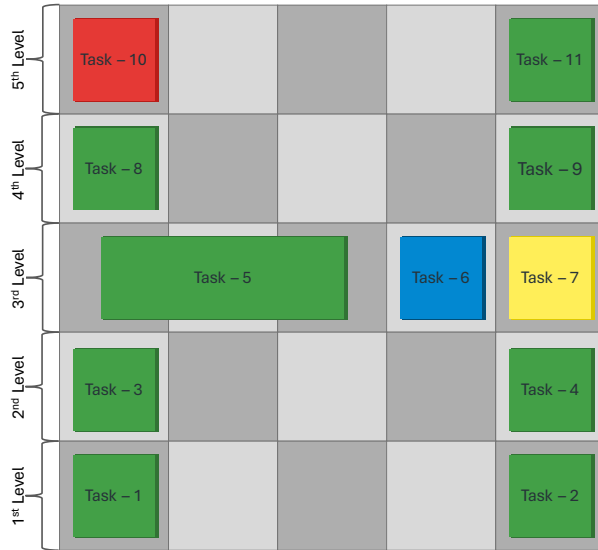 5th Level
Task – 10
Task – 11
4th Level
Task – 8
Task – 9
3rd Level
Task – 5
Task – 6
Task – 7
2nd Level
Task – 3
Task – 4
1st Level
Task – 1
Task – 2